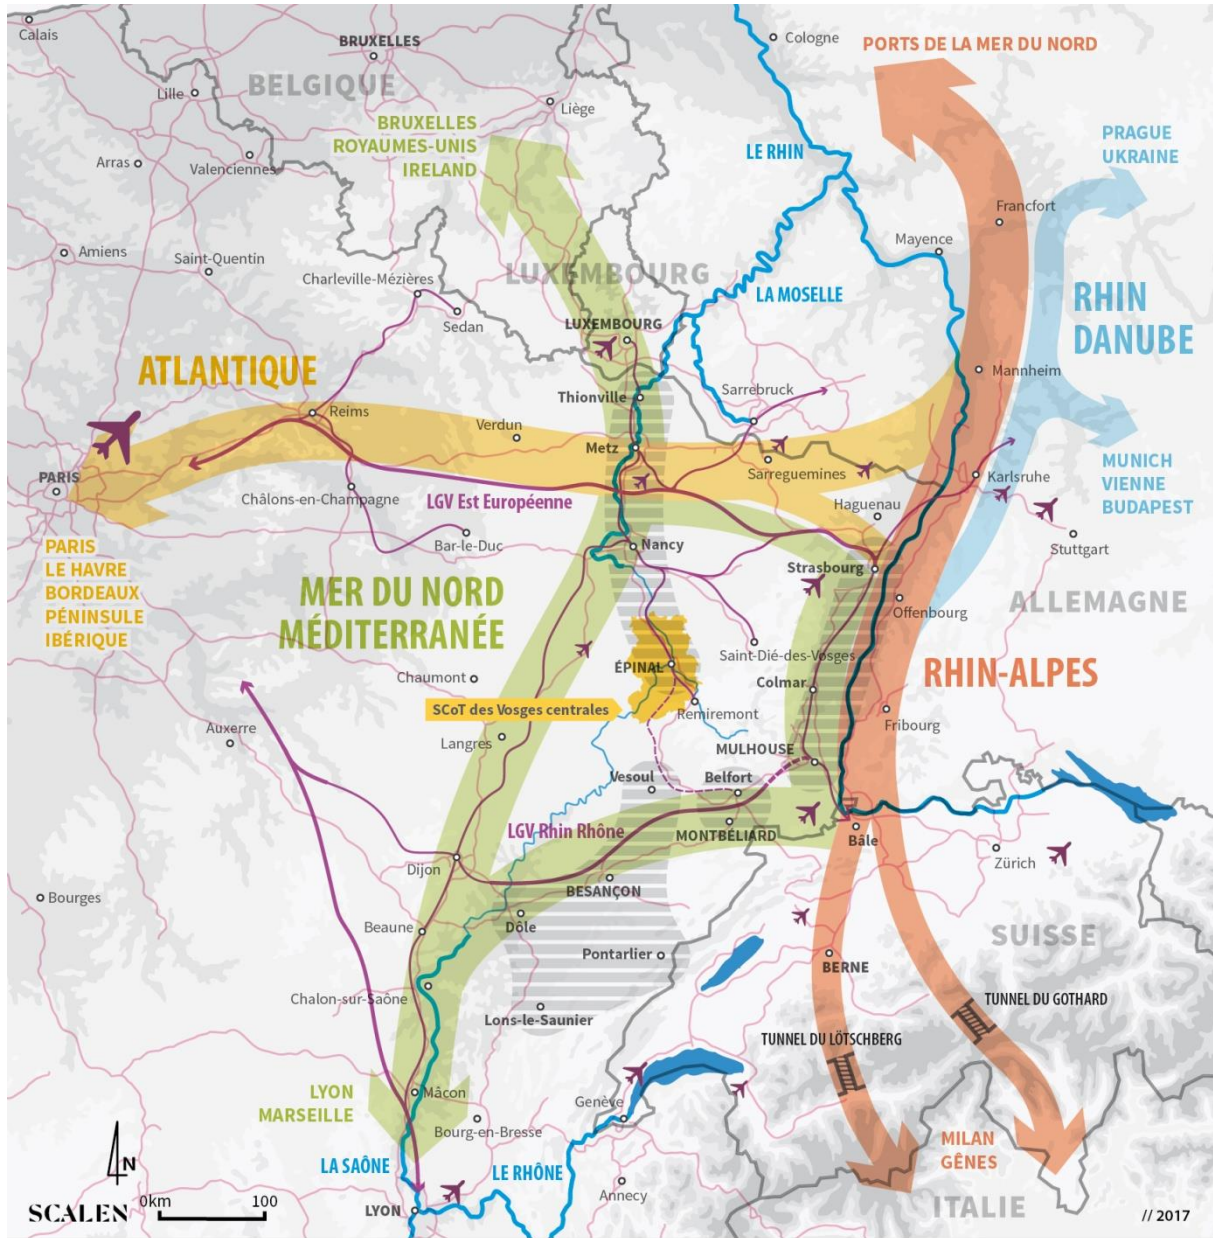 Calais
BRUXELLES
Cologne
PORTS DE LA MER DU NORD
BELGIQUE
Lille
Liège
BRUXELLES
ROYAUMES-UNIS
IRELAND
PRAGUE
UKRAINE
Arras
Valenciennes
LE RHIN
Francfort
Amiens
Saint-Quentin
Mayence
Charleville-Mézières
LUXEMBOURG
LA MOSELLE
RHIN
DANUBE
Sedan
LUXEMBOURG
ATLANTIQUE
Mannheim
Thionville
Sarrebruck
Reims
Verdun
Metz
Sarreguemines
PARIS
Châlons-en-Champagne
LGV Est Européenne
Haguenau
Karlsruhe
MUNICH
VIENNE
BUDAPEST
Bar-le-Duc
Nancy
Stuttgart
PARIS
LE HAVRE
BORDEAUX
PÉNINSULE
IBÉRIQUE
MER DU NORD
MÉDITERRANÉE
Strasbourg
Offenbourg
ALLEMAGNE
Saint-Dié-des-Vosges
ÉPINAL
Chaumont
Colmar
RHIN-ALPES
SCoT des Vosges centrales
Remiremont
Fribourg
Auxerre
Langres
MULHOUSE
Vesoul
Belfort
LGV Rhin Rhône
MONTBÉLIARD
Bâle
Zürich
Dijon
BESANÇON
Bourges
Beaune
Dôle
SUISSE
Pontarlier
BERNE
Chalon-sur-Saône
TUNNEL DU GOTHARD
Lons-le-Saunier
TUNNEL DU LÖTSCHBERG
LYON
MARSEILLE
Mâcon
Genève
Bourg-en-Bresse
MILAN
GÊNES
N
LA SAÔNE
LE RHÔNE
Annecy
ITALIE
SCALEN
0km
100
LYON
// 2017